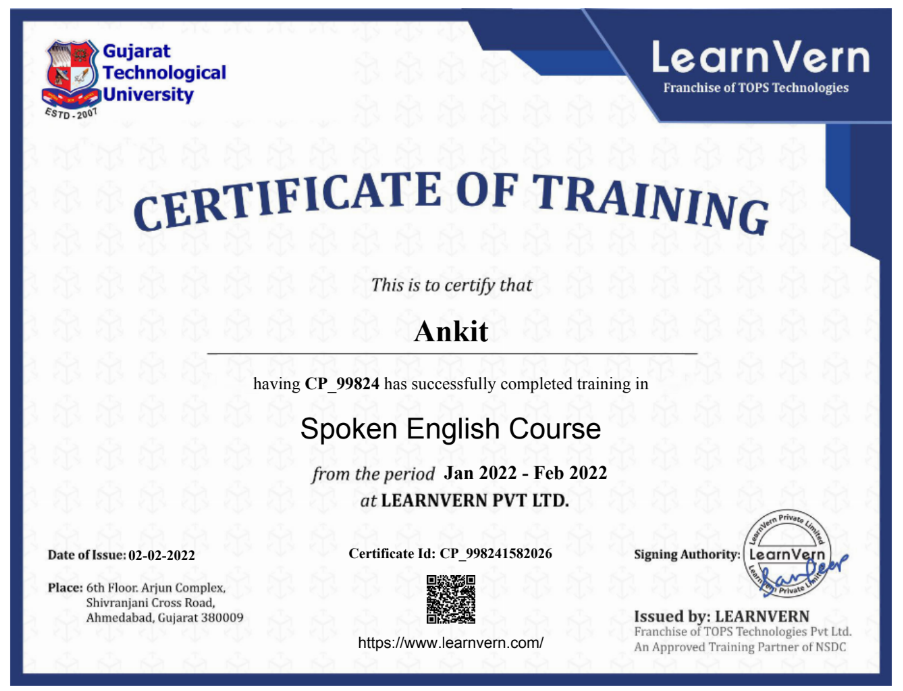 Gujarat
Technological
University
ESTD - 2007
LearnVern
Franchise of TOPS Technologies
CERTIFICATE OF TRAINING
This is to certify that
Ankit
having CP_99824 has successfully completed training in
Spoken English Course
from the period Jan 2022 - Feb 2022
at LEARNVERN PVT LTD.
Date of Issue: 02-02-2022
Place: 6th Floor. Arjun Complex,
Shivranjani Cross Road,
Ahmedabad, Gujarat 380009
Certificate Id: CP_998241582026
https://www.learnvern.com/
Signing Authority:
LearnVern Private Limited
LearnVern
LearnVern Private Limited
Sandeep
Issued by: LEARNVERN
Franchise of TOPS Technologies Pvt Ltd.
An Approved Training Partner of NSDC